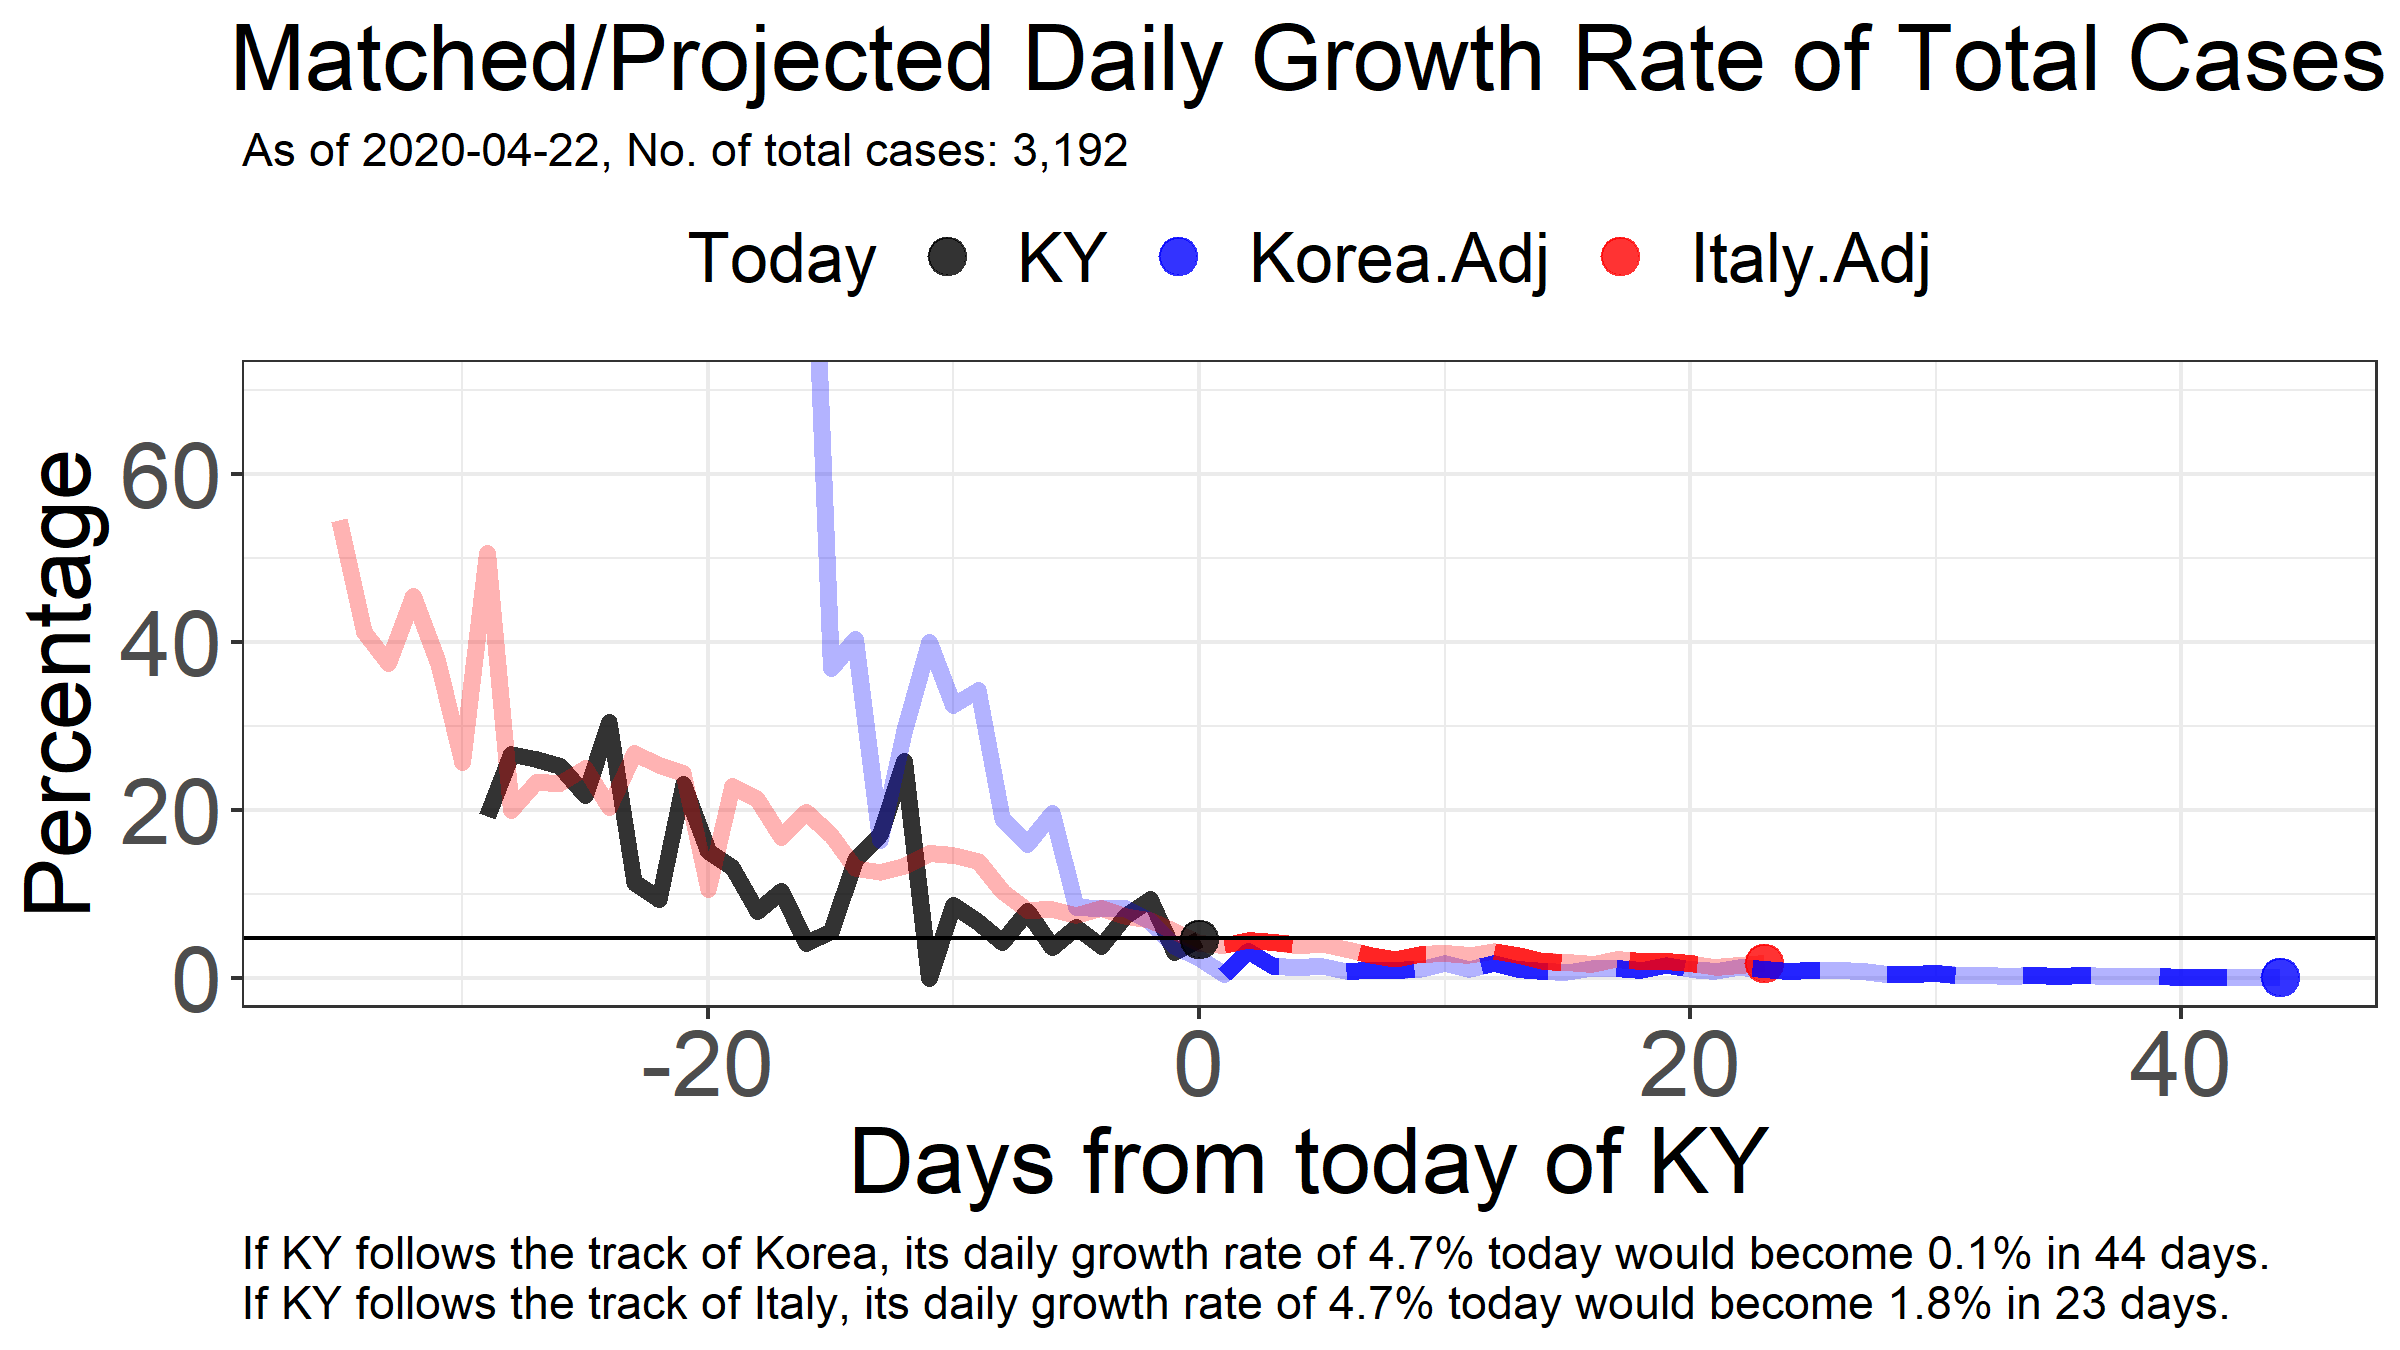 Matched/Projected Daily Growth Rate of Total Cases
As of 2020-04-22, No. of total cases: 3,192
Today KY Korea.Adj Italy.Adj
Percentage
60
40
20
0
-20 0 20 40
Days from today of KY
If KY follows the track of Korea, its daily growth rate of 4.7% today would become 0.1% in 44 days.
If KY follows the track of Italy, its daily growth rate of 4.7% today would become 1.8% in 23 days.